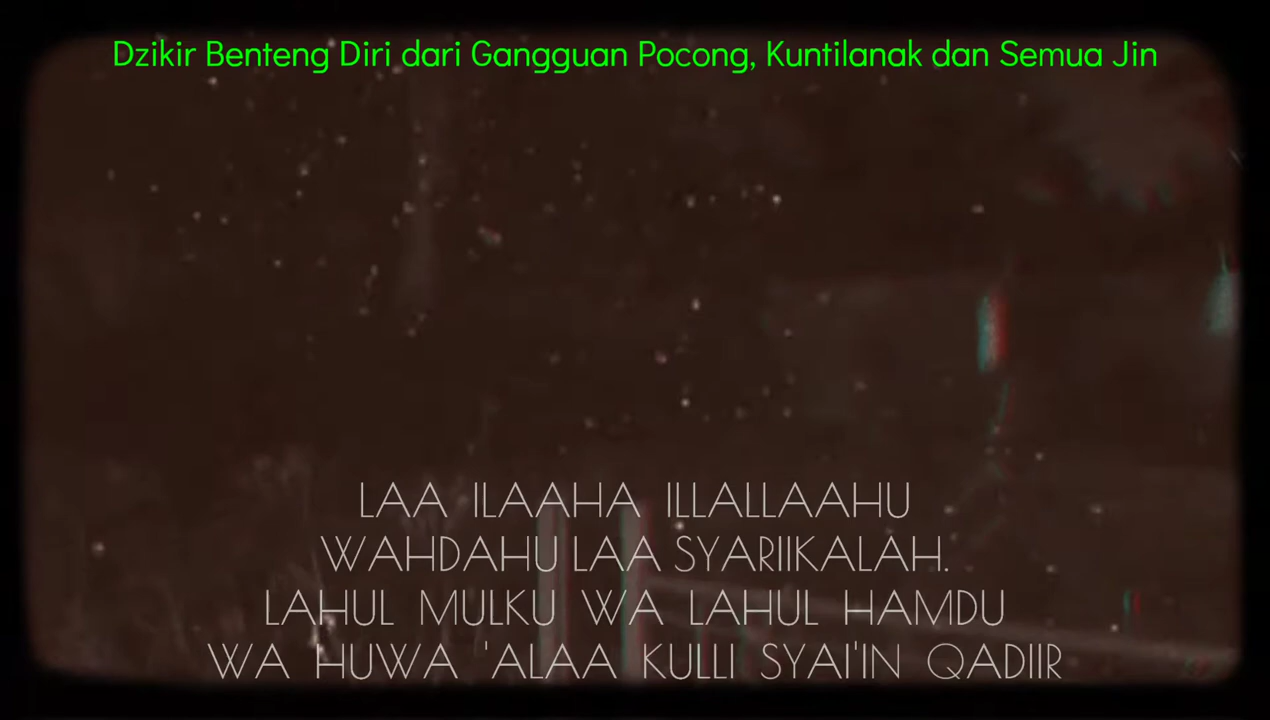 Dzikir Benteng Diri dari Gangguan Pocong, Kuntilanak dan Semua Jin
LAA ILAAHA ILLALLAAHU
WAHDAHU LAA SYARIIKALAH.
LAHUL MULKU WA LAHUL HAMDU
WA HUWA 'ALAA KULLI SYAI'IN QADIIR